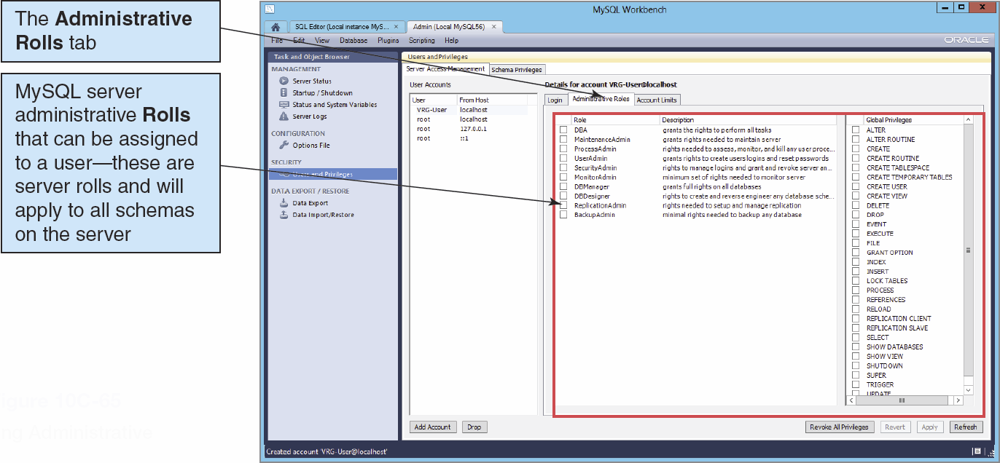 The Administrative
Rolls tab
MySQL server
administrative Rolls
that can be assigned
to a user—these are
server rolls and will
apply to all schemas
on the server
MySQL Workbench
SQL Editor (Local instance MyS... ×
Admin (Local MySQL56) ×
File Edit View Database Plugins Scripting Help
ORACLE
Task and Object Browser
MANAGEMENT
Server Status
Startup / Shutdown
Status and System Variables
Server Logs
CONFIGURATION
Options File
SECURITY
Users and Privileges
DATA EXPORT / RESTORE
Data Export
Data Import/Restore
Users and Privileges
Server Access Management Schema Privileges
User Accounts
User From Host
VRG-User localhost
root localhost
root 127.0.0.1
root ::1
Add Account Drop
Details for account VRG-User@localhost
Login Administrative Roles Account Limits
Role Description
DBA grants the rights to perform all tasks
MaintenanceAdmin grants rights needed to maintain server
ProcessAdmin rights needed to assess, monitor, and kill any user proce...
UserAdmin grants rights to create users logins and reset passwords
SecurityAdmin rights to manage logins and grant and revoke server an...
MonitorAdmin minimum set of rights needed to monitor server
DBManager grants full rights on all databases
DBDesigner rights to create and reverse engineer any database sche...
ReplicationAdmin rights needed to setup and manage replication
BackupAdmin minimal rights needed to backup any database
Global Privileges
ALTER
ALTER ROUTINE
CREATE
CREATE ROUTINE
CREATE TABLESPACE
CREATE TEMPORARY TABLES
CREATE USER
CREATE VIEW
DELETE
DROP
EVENT
EXECUTE
FILE
GRANT OPTION
INDEX
INSERT
LOCK TABLES
PROCESS
REFERENCES
RELOAD
REPLICATION CLIENT
REPLICATION SLAVE
SELECT
SHOW DATABASES
SHOW VIEW
SHUTDOWN
SUPER
TRIGGER
UPDATE
Revoke All Privileges Revert Apply Refresh
Created account 'VRG-User@localhost'
igure 10C-65
ng Administrative